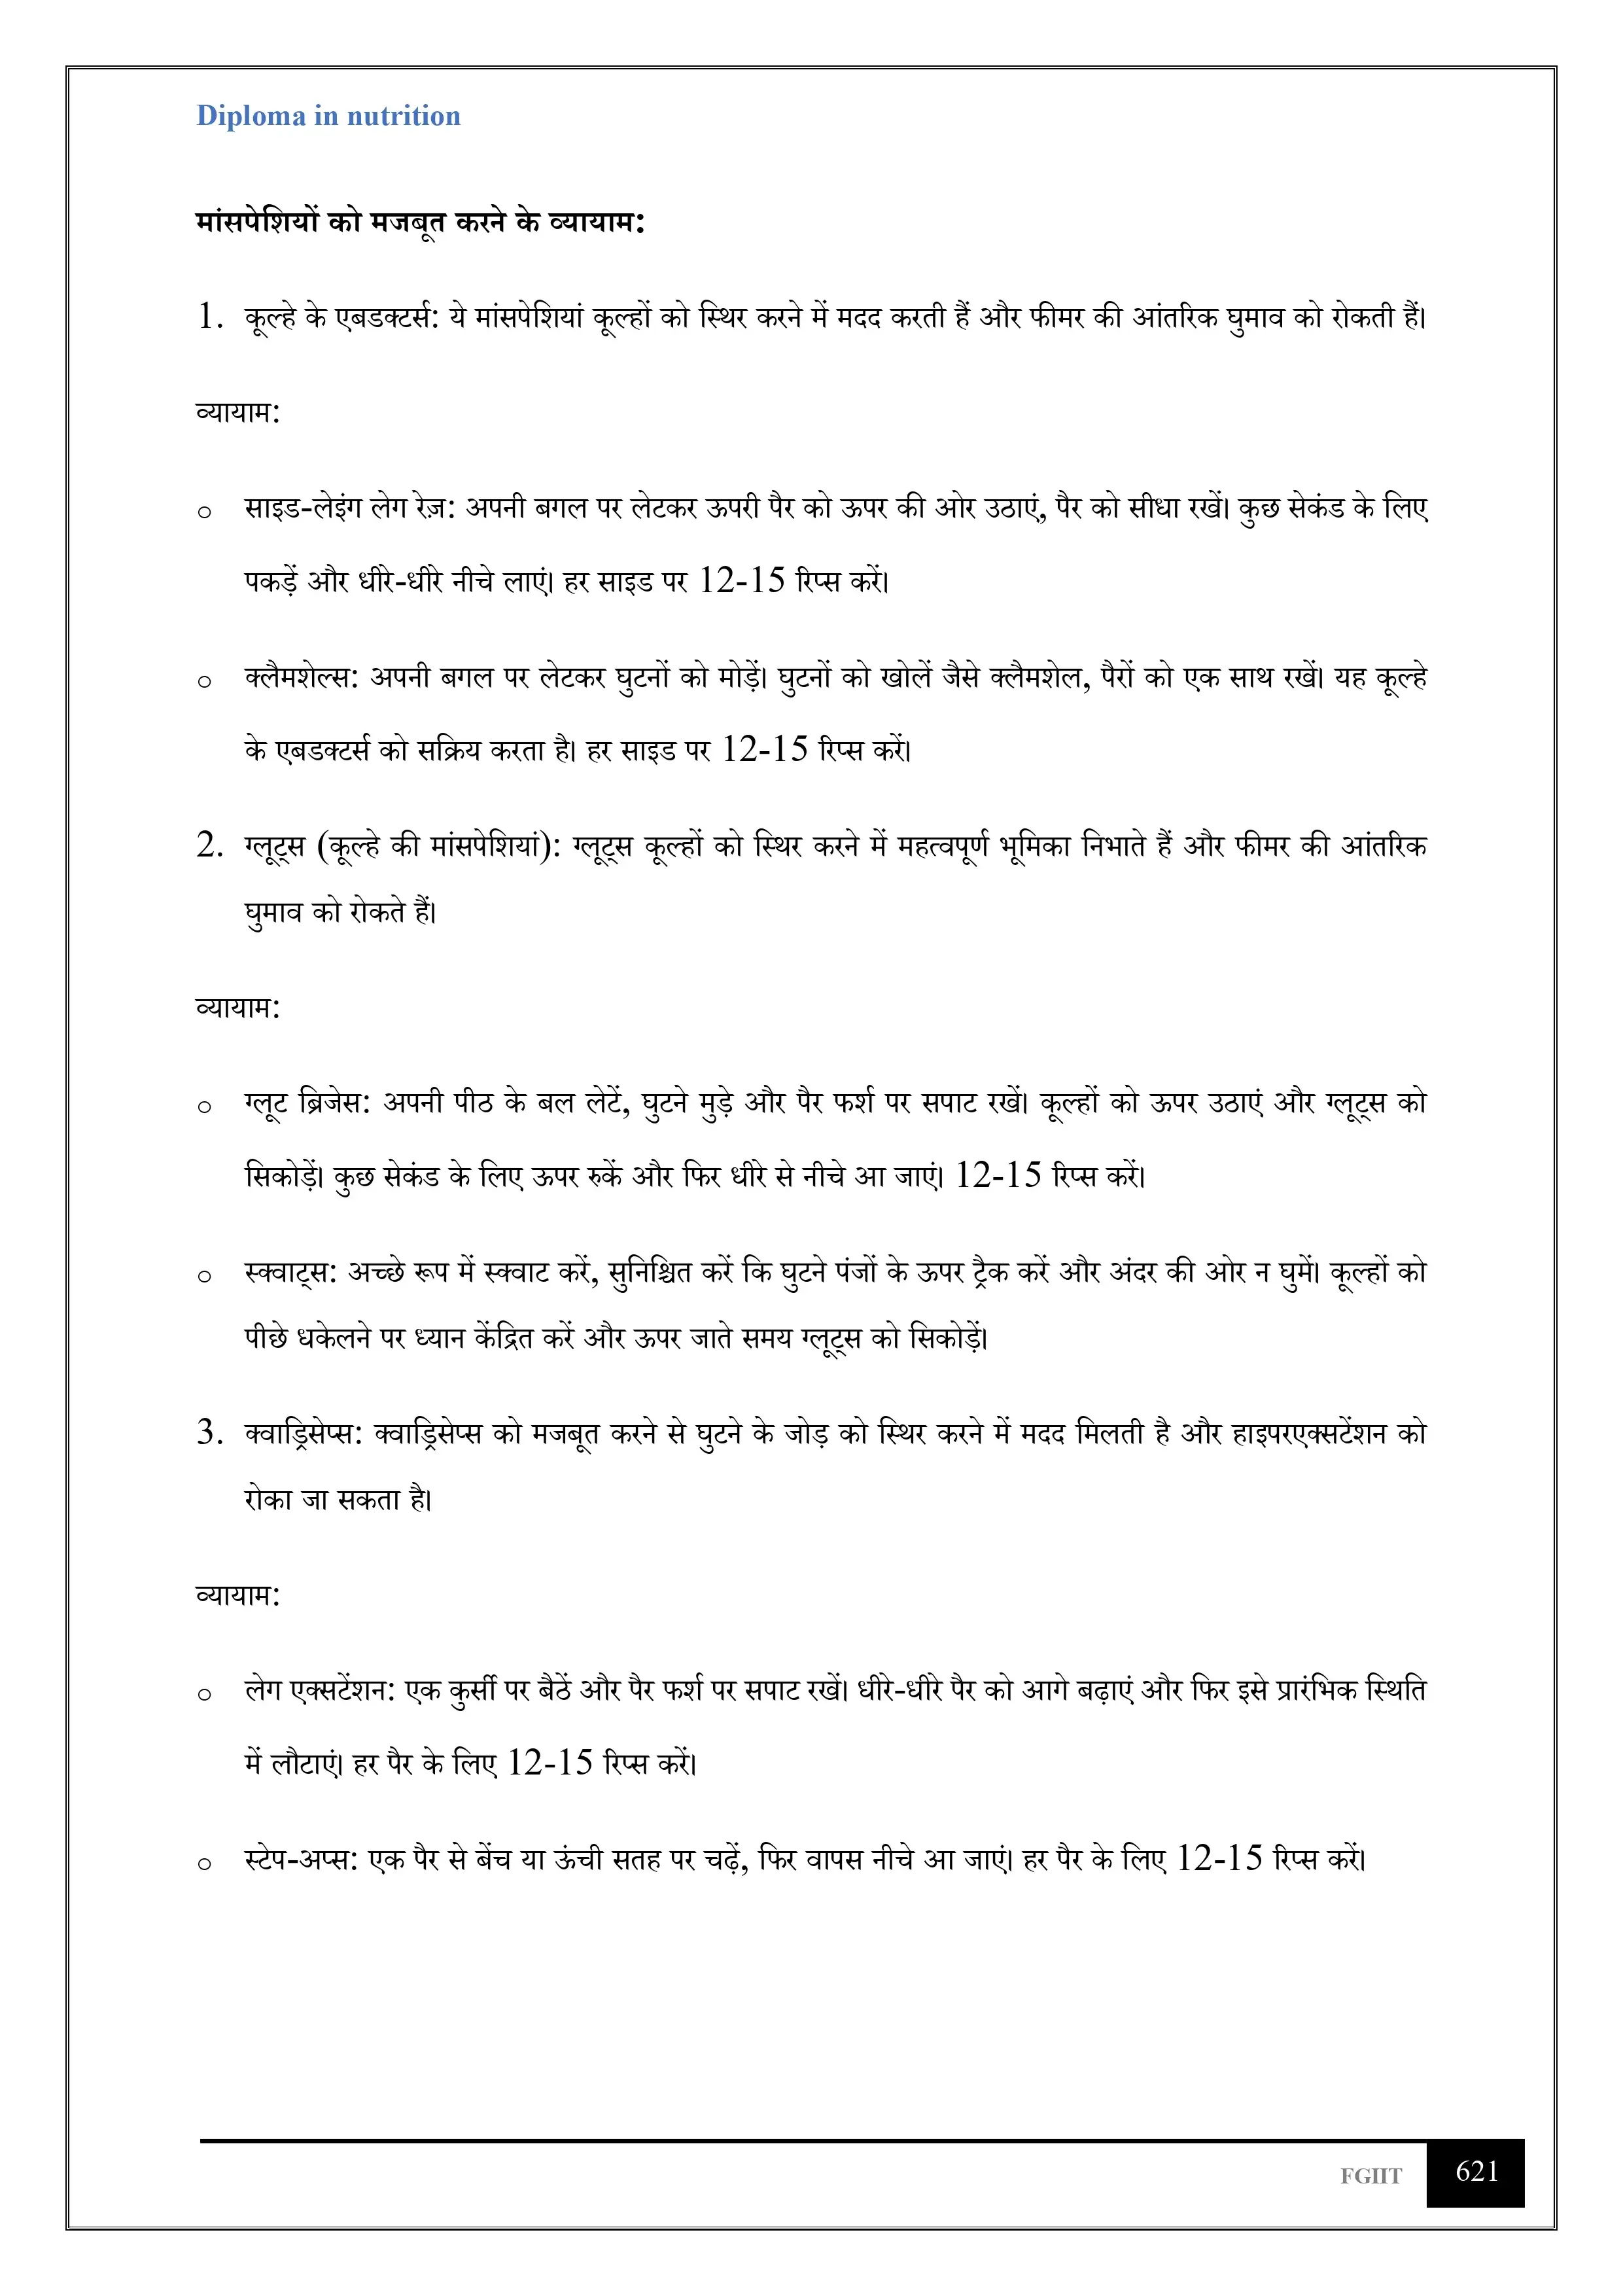 Diploma in nutrition
मांसपेशियों को मजबूत करने के व्यायाम:
1. कूल्हे के एबडक्टर्स: ये मांसपेशियां कूल्हों को स्थिर करने में मदद करती हैं और फीमर की आंतरिक घुमाव को रोकती हैं।
व्यायाम:
o साइड-लेइंग लेग रेज़: अपनी बगल पर लेटकर ऊपरी पैर को ऊपर की ओर उठाएं, पैर को सीधा रखें। कुछ सेकंड के लिए
पकड़ें और धीरे-धीरे नीचे लाएं। हर साइड पर 12-15 रिप्स करें।
o क्लैमशेल्स: अपनी बगल पर लेटकर घुटनों को मोड़ें। घुटनों को खोलें जैसे क्लैमशेल, पैरों को एक साथ रखें। यह कूल्हे
के एबडक्टर्स को सक्रिय करता है। हर साइड पर 12-15 रिप्स करें।
2. ग्लूट्स (कूल्हे की मांसपेशियां): ग्लूट्स कूल्हों को स्थिर करने में महत्वपूर्ण भूमिका निभाते हैं और फीमर की आंतरिक
घुमाव को रोकते हैं।
व्यायाम:
o ग्लूट ब्रिजेस: अपनी पीठ के बल लेटें, घुटने मुड़े और पैर फर्श पर सपाट रखें। कूल्हों को ऊपर उठाएं और ग्लूट्स को
सिकोड़ें। कुछ सेकंड के लिए ऊपर रुकें और फिर धीरे से नीचे आ जाएं। 12-15 रिप्स करें।
o स्क्वाट्स: अच्छे रूप में स्क्वाट करें, सुनिश्चित करें कि घुटने पंजों के ऊपर ट्रैक करें और अंदर की ओर न घुमें। कूल्हों को
पीछे धकेलने पर ध्यान केंद्रित करें और ऊपर जाते समय ग्लूट्स को सिकोड़ें।
3. क्वाड्रिसेप्स: क्वाड्रिसेप्स को मजबूत करने से घुटने के जोड़ को स्थिर करने में मदद मिलती है और हाइपरएक्सटेंशन को
रोका जा सकता है।
व्यायाम:
o लेग एक्सटेंशन: एक कुर्सी पर बैठें और पैर फर्श पर सपाट रखें। धीरे-धीरे पैर को आगे बढ़ाएं और फिर इसे प्रारंभिक स्थिति
में लौटाएं। हर पैर के लिए 12-15 रिप्स करें।
o स्टेप-अप्स: एक पैर से बेंच या ऊंची सतह पर चढ़ें, फिर वापस नीचे आ जाएं। हर पैर के लिए 12-15 रिप्स करें।
FGIIT 621